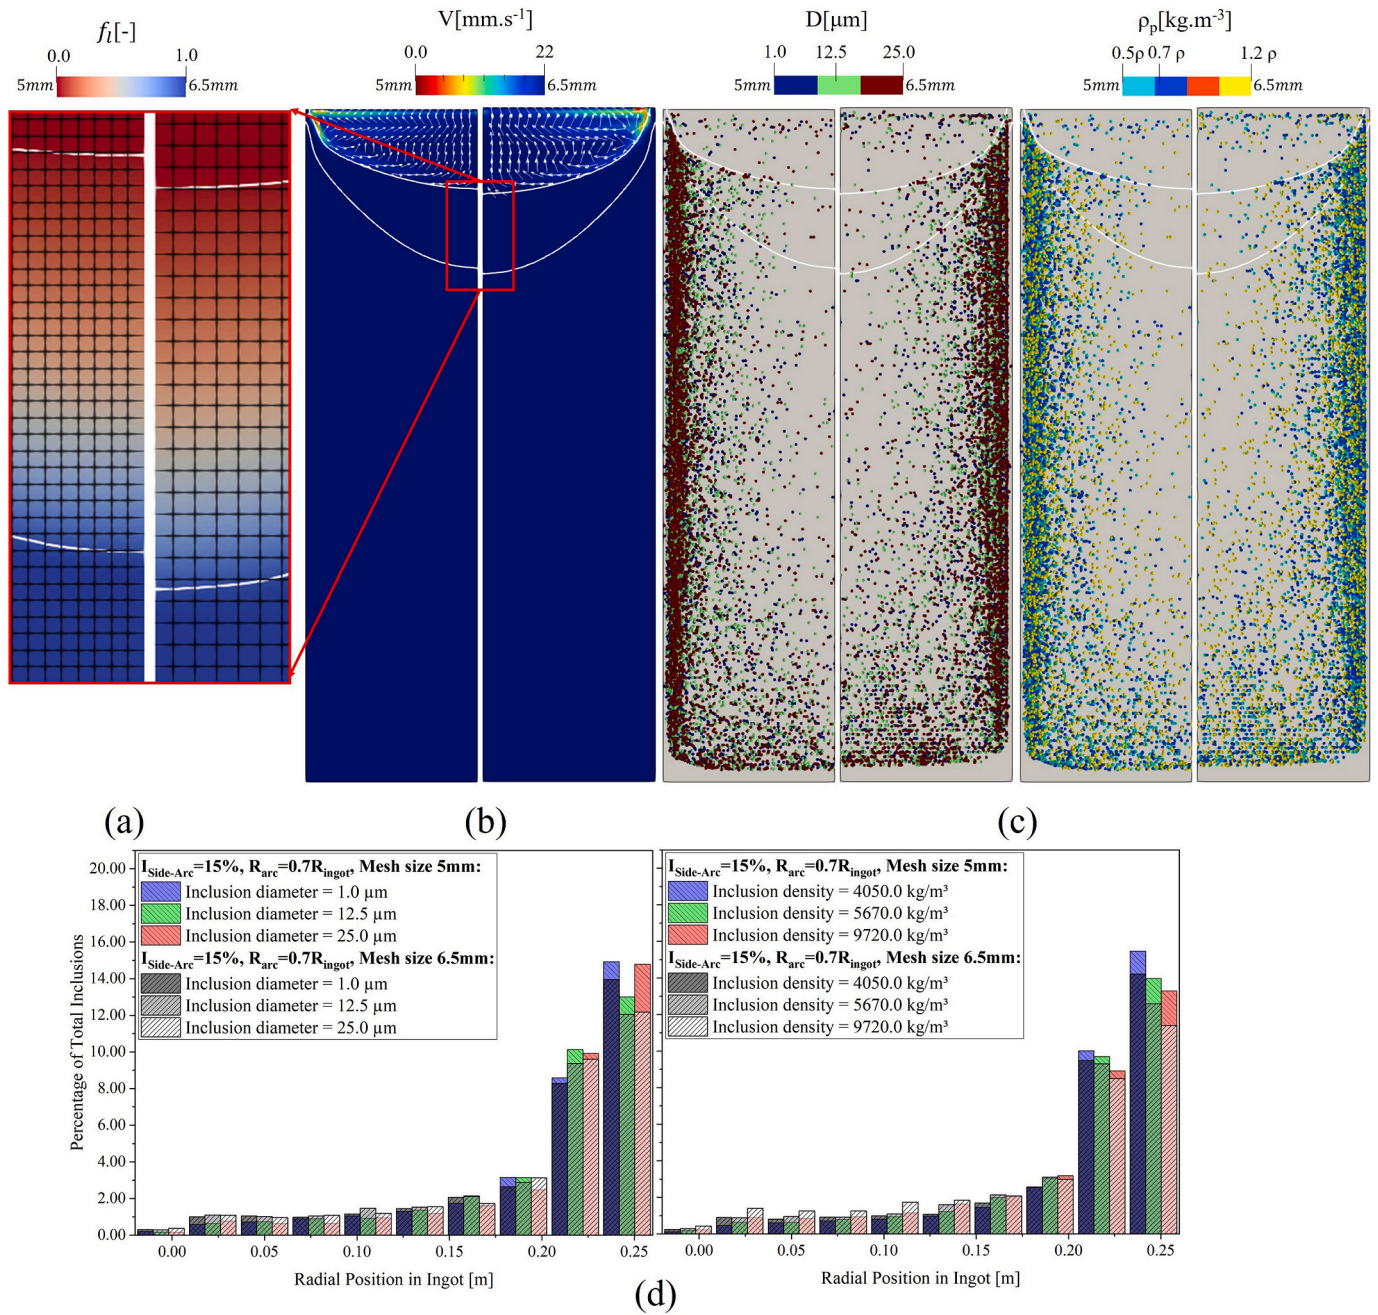 f_l[-]
0.0 1.0
5mm 6.5mm
V[mm.s⁻¹]
0.0 22
5mm 6.5mm
D[µm]
1.0 12.5 25.0
5mm 6.5mm
ρₚ[kg.m⁻³]
0.5ρ 0.7 ρ 1.2 ρ
5mm 6.5mm
(a)
(b)
(c)
Percentage of Total Inclusions
20.00
18.00
16.00
14.00
12.00
10.00
8.00
6.00
4.00
2.00
0.00
I_Side-Arc=15%, R_arc=0.7R_ingot, Mesh size 5mm:
Inclusion diameter = 1.0 µm
Inclusion diameter = 12.5 µm
Inclusion diameter = 25.0 µm
I_Side-Arc=15%, R_arc=0.7R_ingot, Mesh size 6.5mm:
Inclusion diameter = 1.0 µm
Inclusion diameter = 12.5 µm
Inclusion diameter = 25.0 µm
0.00 0.05 0.10 0.15 0.20 0.25
Radial Position in Ingot [m]
I_Side-Arc=15%, R_arc=0.7R_ingot, Mesh size 5mm:
Inclusion density = 4050.0 kg/m³
Inclusion density = 5670.0 kg/m³
Inclusion density = 9720.0 kg/m³
I_Side-Arc=15%, R_arc=0.7R_ingot, Mesh size 6.5mm:
Inclusion density = 4050.0 kg/m³
Inclusion density = 5670.0 kg/m³
Inclusion density = 9720.0 kg/m³
0.00 0.05 0.10 0.15 0.20 0.25
Radial Position in Ingot [m]
(d)